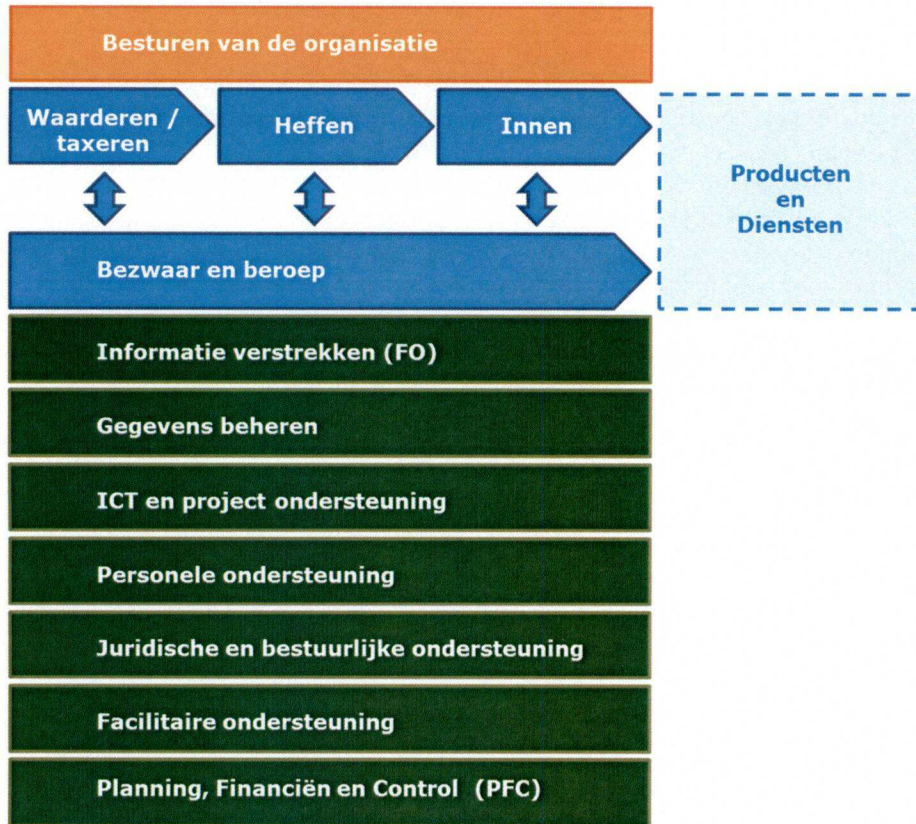 Besturen van de organisatie
Waarderen /
taxeren
Heffen
Innen
Producten
en
Diensten
Bezwaar en beroep
Informatie verstrekken (FO)
Gegevens beheren
ICT en project ondersteuning
Personele ondersteuning
Juridische en bestuurlijke ondersteuning
Facilitaire ondersteuning
Planning, Financiën en Control (PFC)